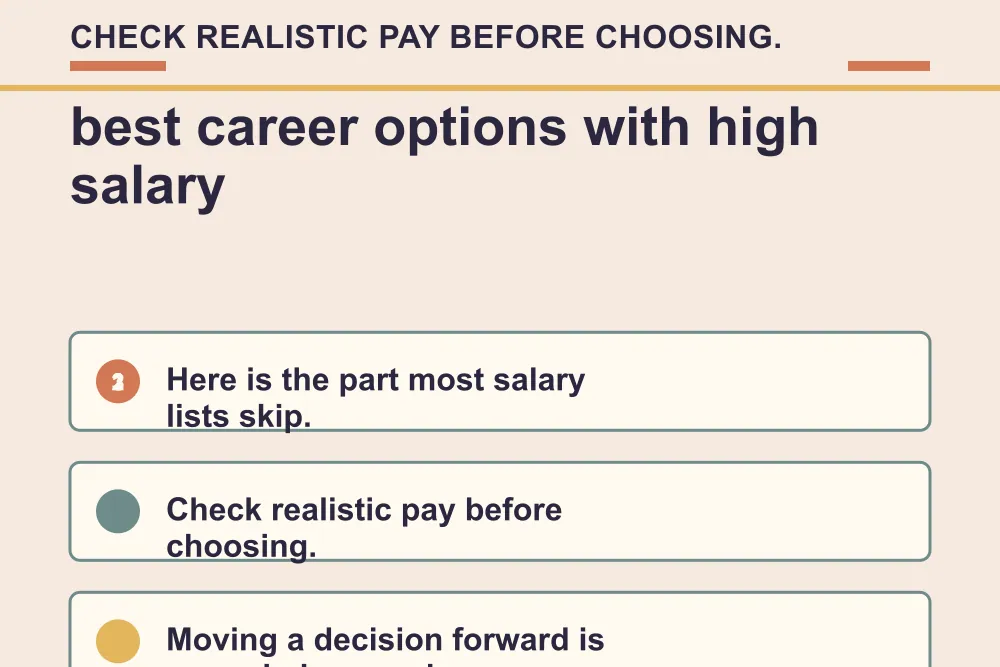 CHECK REALISTIC PAY BEFORE CHOOSING.
best career options with high
salary
Here is the part most salary
lists skip.
Check realistic pay before
choosing.
Moving a decision forward is